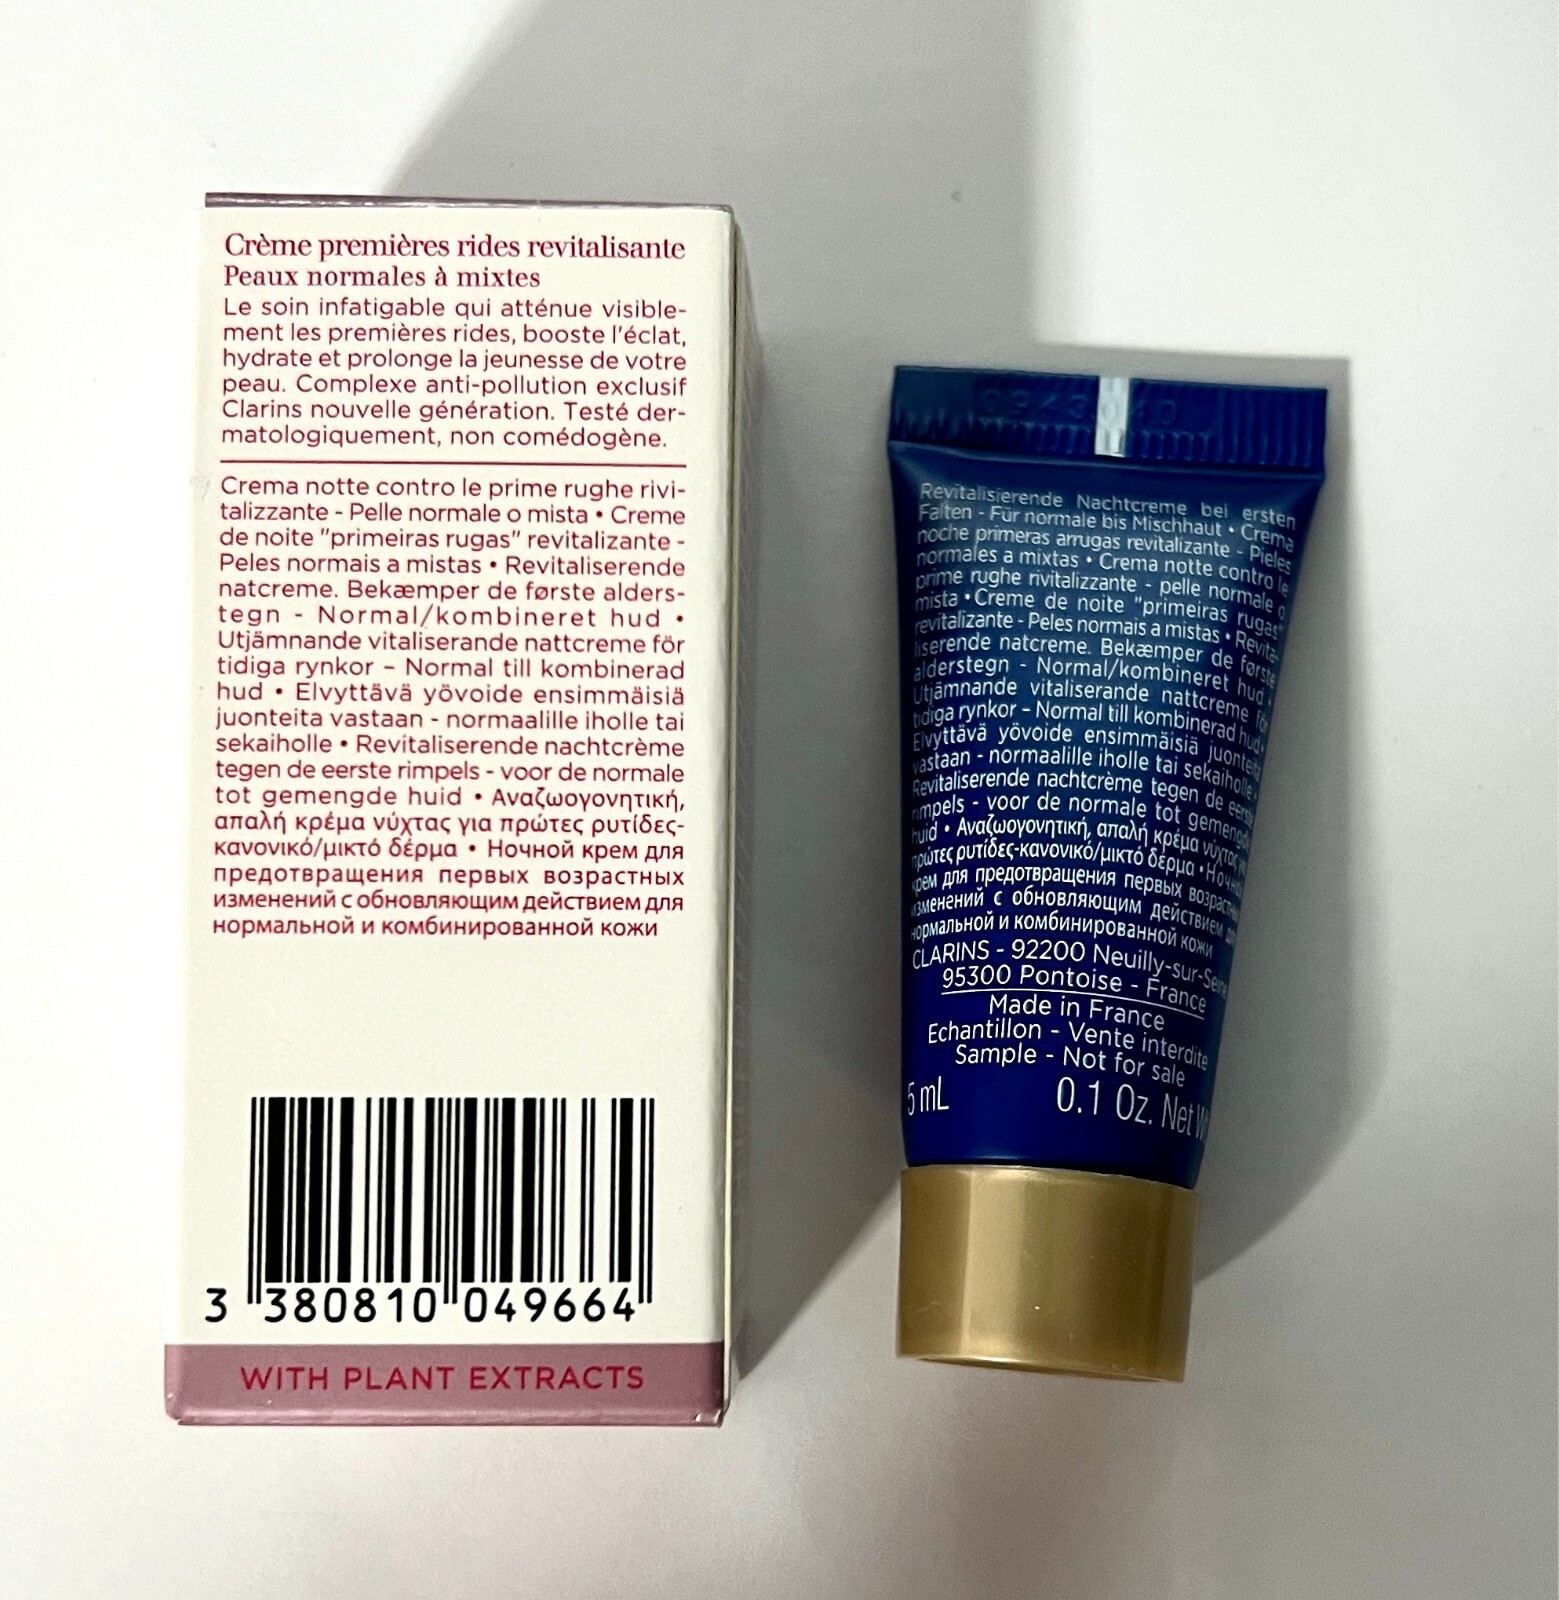 Crème premières rides revitalisante
Peaux normales à mixtes
Le soin infatigable qui atténue visible-
ment les premières rides, booste l'éclat,
hydrate et prolonge la jeunesse de votre
peau. Complexe anti-pollution exclusif
Clarins nouvelle génération. Testé der-
matologiquement, non comédogène.
Crema notte contro le prime rughe rivi-
talizzante - Pelle normale o mista • Creme
de noite "primeiras rugas" revitalizante -
Peles normais a mistas • Revitaliserende
natcreme. Bekæmper de første alders-
tegn - Normal/kombineret hud •
Utjämnande vitaliserande nattcreme för
tidiga rynkor – Normal till kombinerad
hud • Elvyttävä yövoide ensimmäisiä
juonteita vastaan - normaalille iholle tai
sekaiholle • Revitaliserende nachtcrème
tegen de eerste rimpels - voor de normale
tot gemengde huid • Αναζωογονητική,
απαλή κρέμα νύχτας για πρώτες ρυτίδες-
κανονικό/μικτό δέρμα • Ночной крем для
предотвращения первых возрастных
изменений с обновляющим действием для
нормальной и комбинированной кожи
3 380810 049664
WITH PLANT EXTRACTS
Revitalisierende Nachtcreme bei ersten
Falten - Für normale bis Mischhaut • Crema
noche primeras arrugas revitalizante - Pieles
normales a mixtas • Crema notte contro le
prime rughe rivitalizzante - pelle normale o
mista • Creme de noite "primeiras rugas"
revitalizante - Peles normais a mistas • Revita-
liserende natcreme. Bekæmper de første
alderstegn - Normal/kombineret hud •
Utjämnande vitaliserande nattcreme för
tidiga rynkor – Normal till kombinerad hud •
Elvyttävä yövoide ensimmäisiä juonteita
vastaan - normaalille iholle tai sekaiholle •
Revitaliserende nachtcrème tegen de eerste
rimpels - voor de normale tot gemengde
huid • Αναζωογονητική, απαλή κρέμα νύχτας
πρώτες ρυτίδες-κανονικό/μικτό δέρμα •
крем для предотвращения первых
изменений с обновляющим действием
нормальной и комбинированной кожи
CLARINS - 92200 Neuilly-sur-Seine
95300 Pontoise - France
Made in France
Echantillon - Vente interdite
Sample - Not for sale
5 mL 0.1 Oz. Net